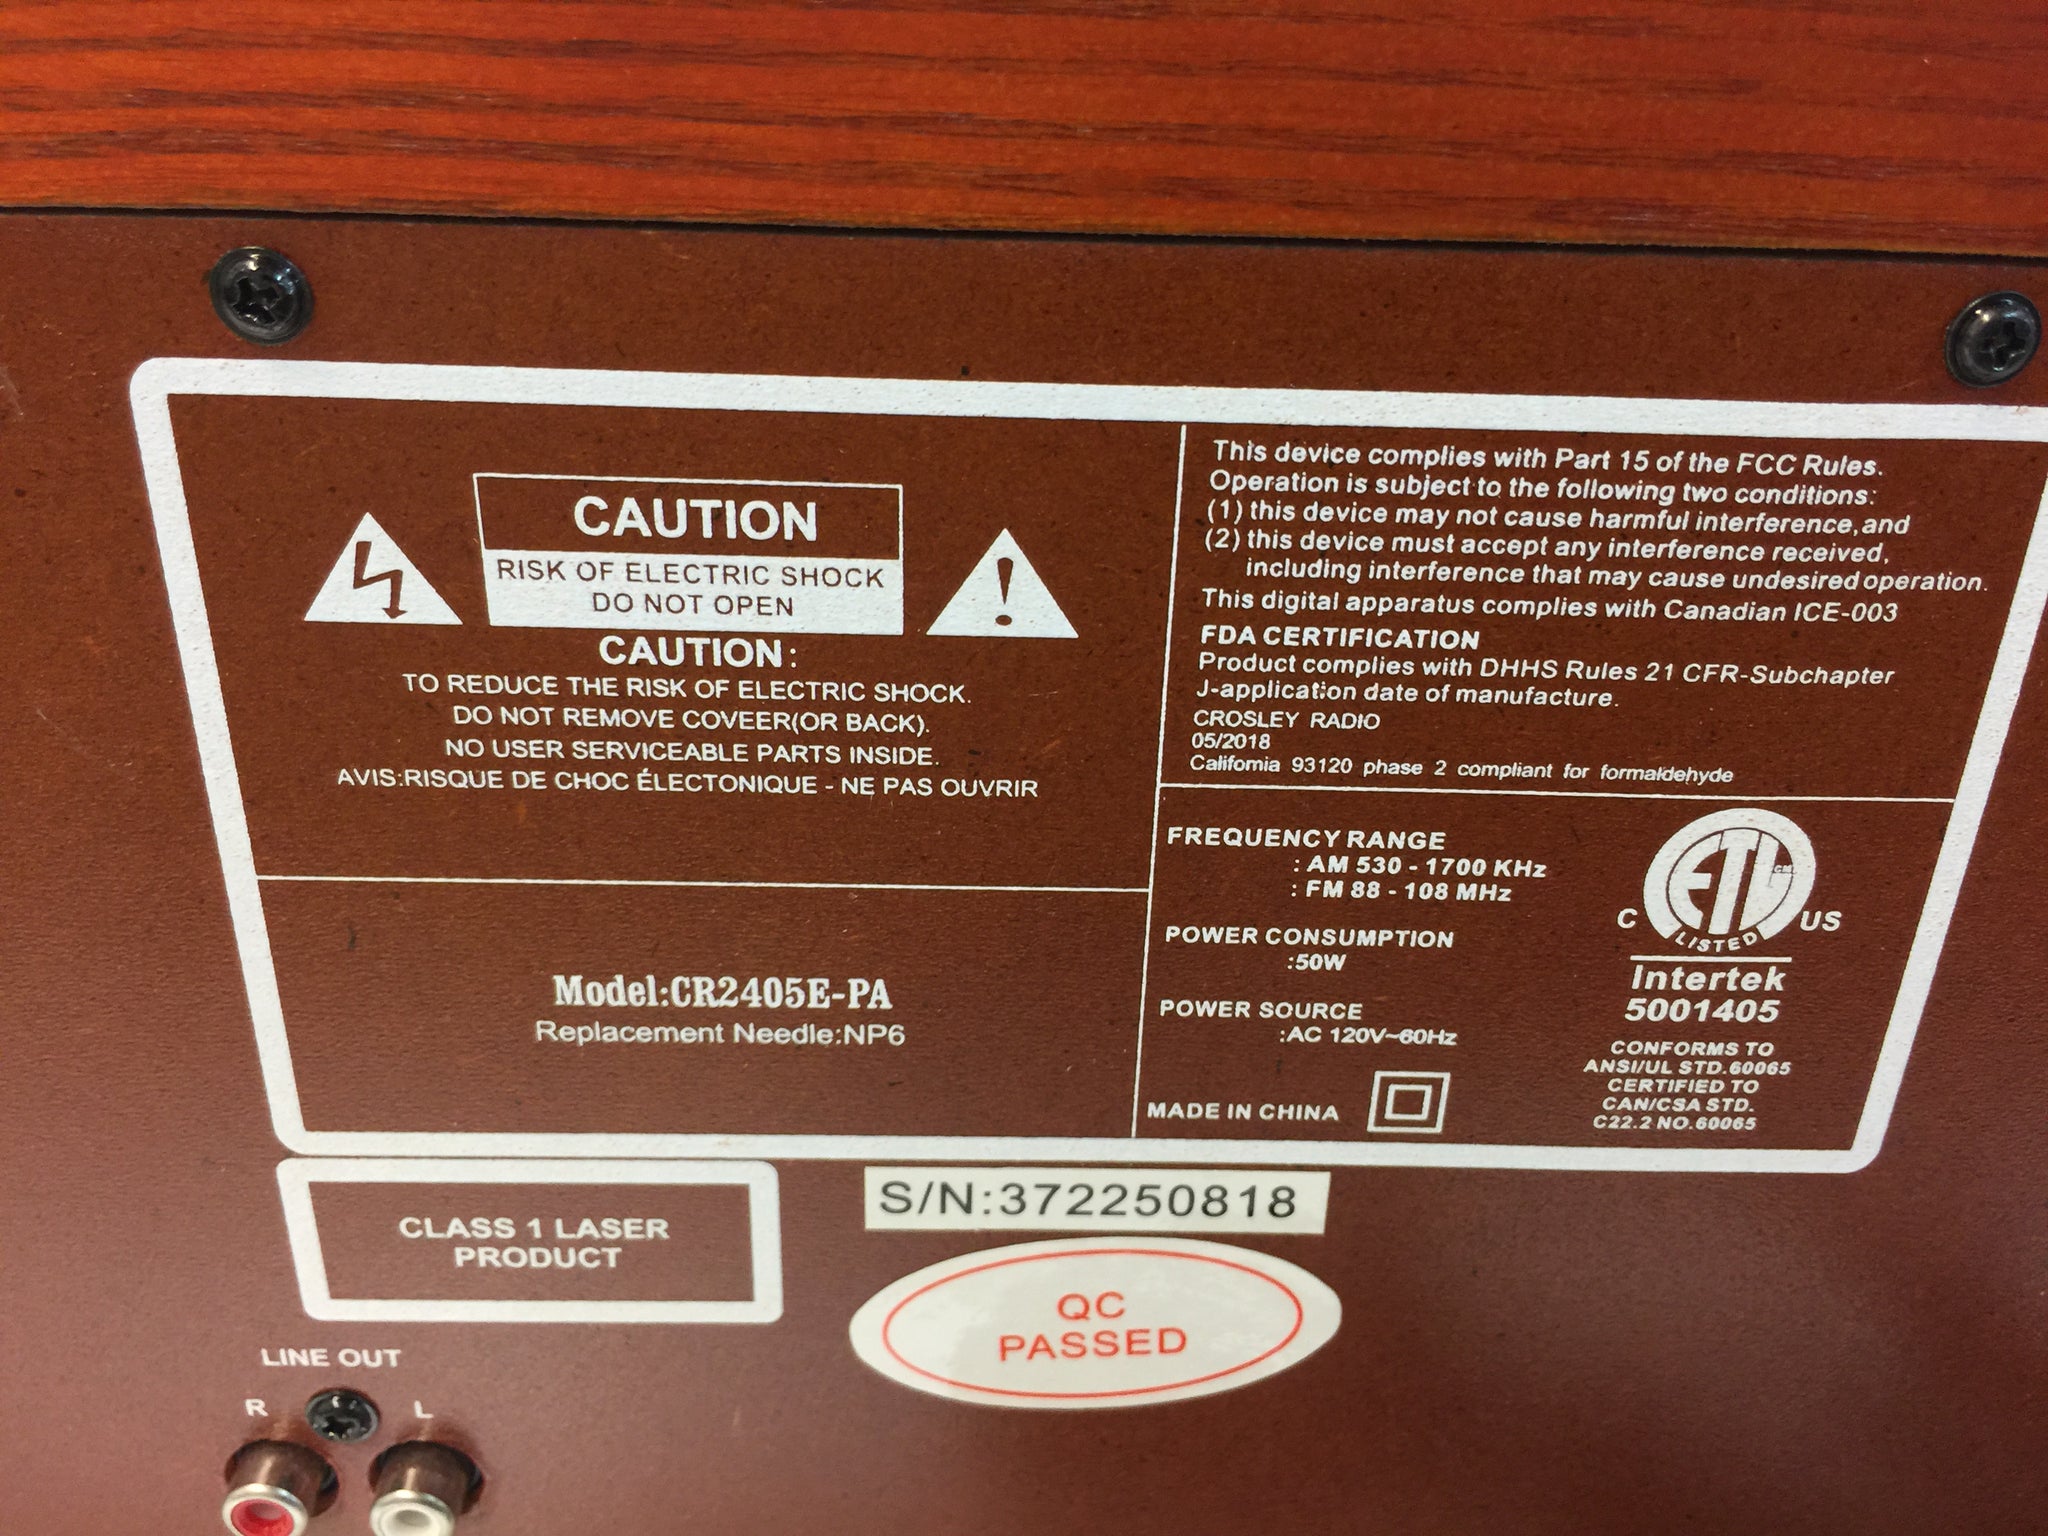 CAUTION
RISK OF ELECTRIC SHOCK
DO NOT OPEN
CAUTION:
TO REDUCE THE RISK OF ELECTRIC SHOCK.
DO NOT REMOVE COVEER(OR BACK).
NO USER SERVICEABLE PARTS INSIDE.
AVIS:RISQUE DE CHOC ÉLECTONIQUE - NE PAS OUVRIR
Model:CR2405E-PA
Replacement Needle:NP6
This device complies with Part 15 of the FCC Rules.
Operation is subject to the following two conditions:
(1) this device may not cause harmful interference,and
(2) this device must accept any interference received,
including interference that may cause undesired operation.
This digital apparatus complies with Canadian ICE-003
FDA CERTIFICATION
Product complies with DHHS Rules 21 CFR-Subchapter
J-application date of manufacture.
CROSLEY RADIO
05/2018
California 93120 phase 2 compliant for formaldehyde
FREQUENCY RANGE
: AM 530 - 1700 KHz
: FM 88 - 108 MHz
POWER CONSUMPTION
:50W
POWER SOURCE
:AC 120V~60Hz
MADE IN CHINA
ETL
C LISTED US
Intertek
5001405
CONFORMS TO
ANSI/UL STD.60065
CERTIFIED TO
CAN/CSA STD.
C22.2 NO.60065
CLASS 1 LASER
PRODUCT
S/N:372250818
QC
PASSED
LINE OUT
R L